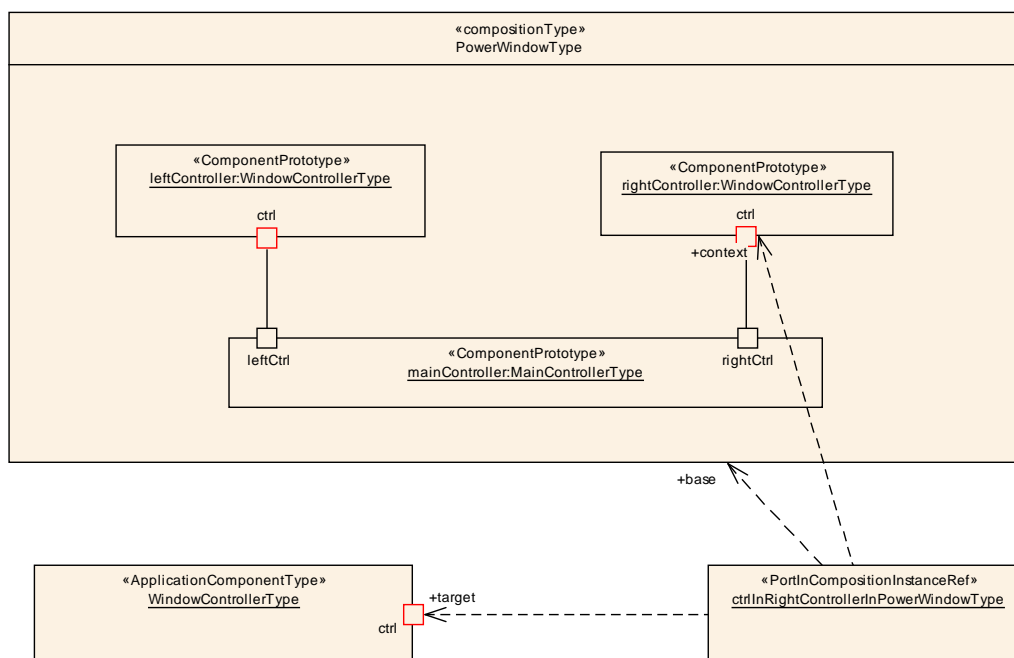 «compositionType»
PowerWindowType
«ComponentPrototype»
leftController:WindowControllerType
ctrl
«ComponentPrototype»
rightController:WindowControllerType
ctrl
+context
leftCtrl
«ComponentPrototype»
mainController:MainControllerType
rightCtrl
+base
«ApplicationComponentType»
WindowControllerType
ctrl
+target
«PortInCompositionInstanceRef»
ctrlInRightControllerInPowerWindowType